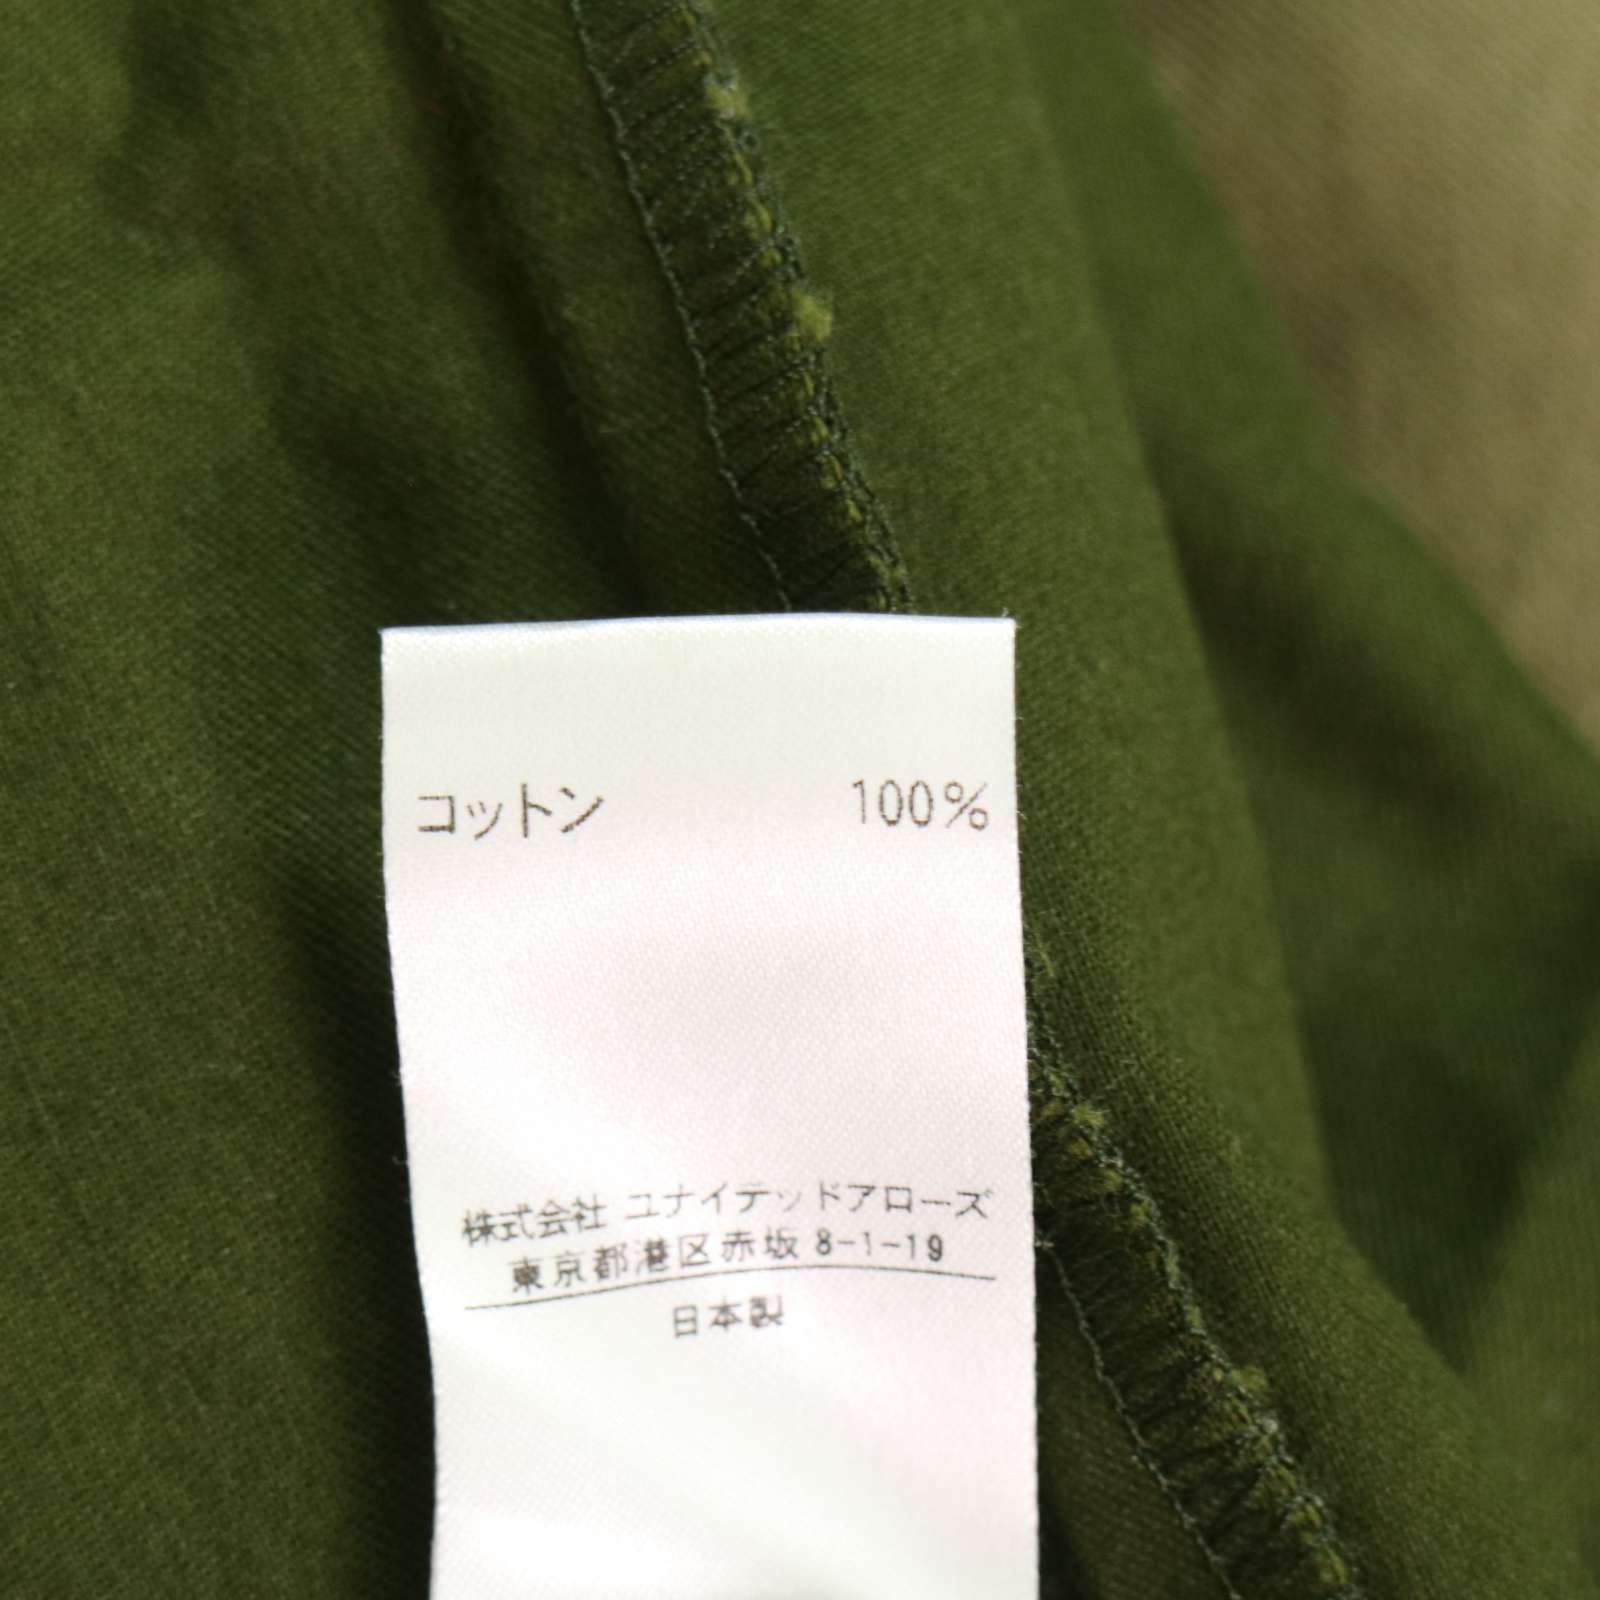 コットン 100%
株式会社 ユナイテッドアローズ
東京都港区赤坂 8-1-19
日本製